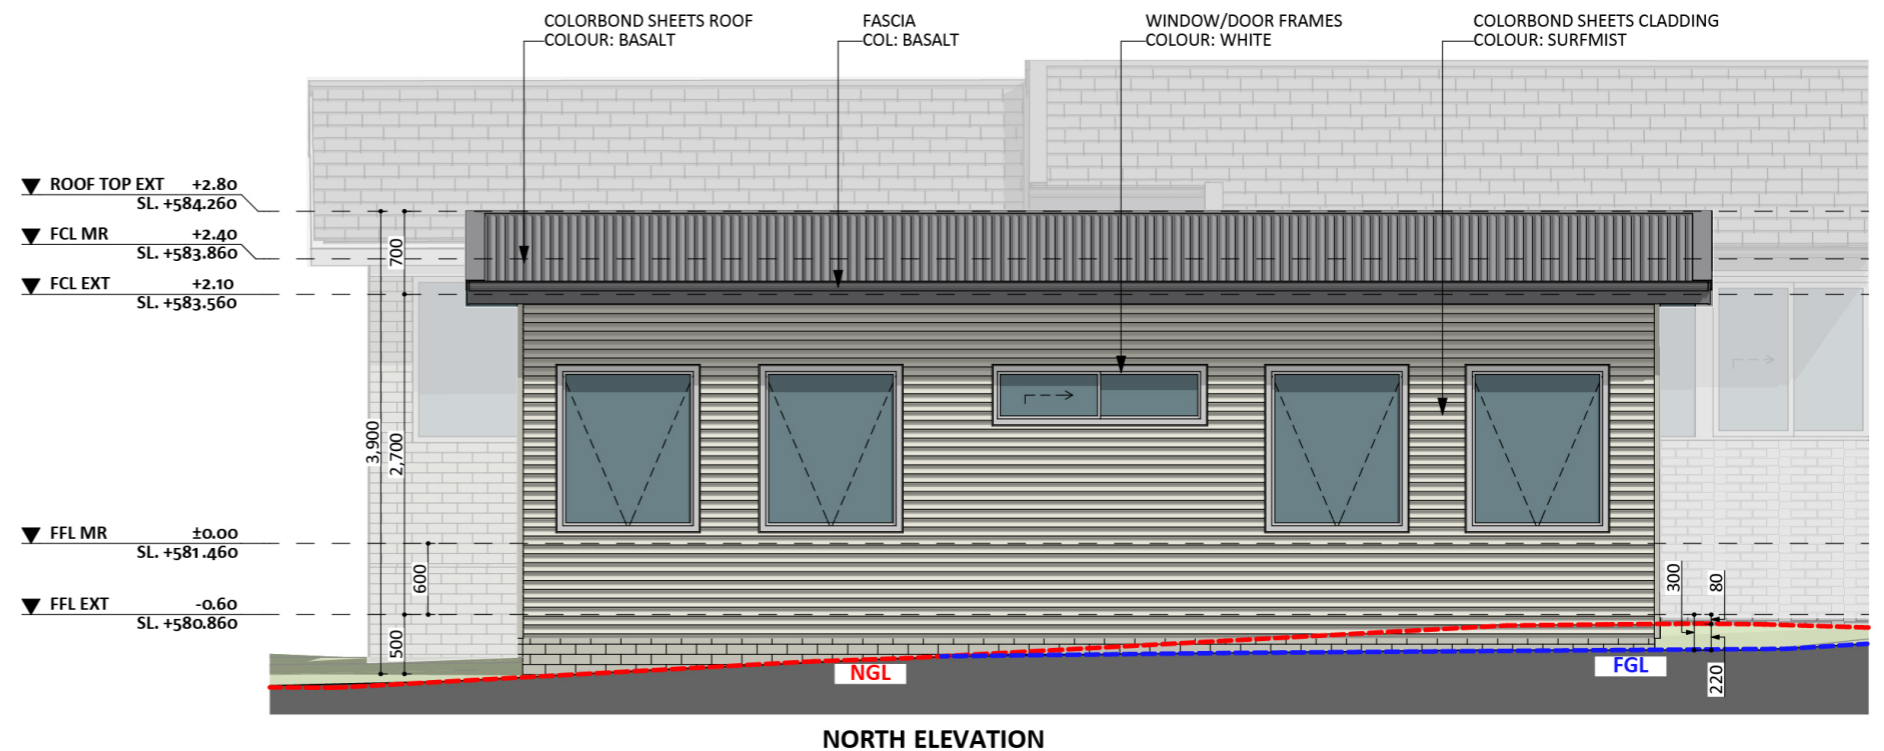 COLORBOND SHEETS ROOF
COLOUR: BASALT
FASCIA
COL: BASALT
WINDOW/DOOR FRAMES
COLOUR: WHITE
COLORBOND SHEETS CLADDING
COLOUR: SURFMIST
ROOF TOP EXT +2.80
SL. +584.260
FCL MR +2.40
SL. +583.860
FCL EXT +2.10
SL. +583.560
FFL MR ±0.00
SL. +581.460
FFL EXT -0.60
SL. +580.860
700
3,900
2,700
600
500
300
80
220
NGL
FGL
NORTH ELEVATION